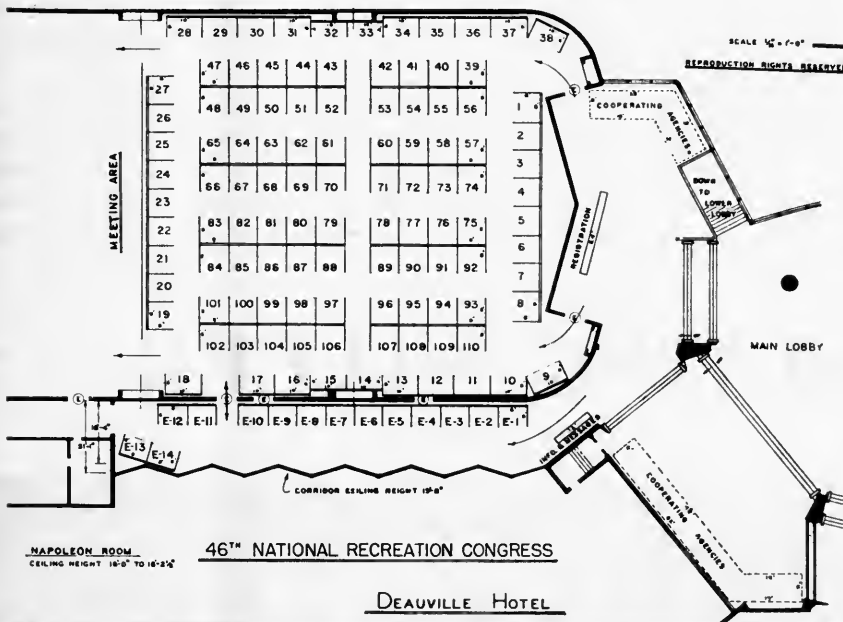 28 29 30 31 32 33 34 35 36 37 38
SCALE
REPRODUCTION RIGHTS RESERVED
47 46 45 44 43 42 41 40 39
COOPERATING AGENCIES
27 48 49 50 51 52 53 54 55 56 1
26 2
25 65 64 63 62 61 60 59 58 57 3
MEETING AREA
24 66 67 68 69 70 71 72 73 74 4
DOWN TO LOWER LOBBY
23 5
REGISTRATION
22 83 82 81 80 79 78 77 76 75 6
21 84 85 86 87 88 89 90 91 92 7
20 101 100 99 98 97 96 95 94 93 8
19
102 103 104 105 106 107 108 109 110
MAIN LOBBY
18 17 16 15 14 13 12 11 10 9
E-12 E-11 E-10 E-9 E-8 E-7 E-6 E-5 E-4 E-3 E-2 E-1
INFO. & MESSAGES
E-13 E-14
CORRIDOR CEILING HEIGHT
COOPERATING AGENCIES
NAPOLEON ROOM
CEILING HEIGHT
46TH NATIONAL RECREATION CONGRESS
DEAUVILLE HOTEL